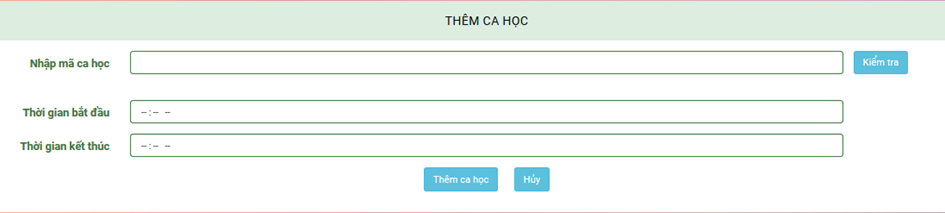 THÊM CA HỌC
Nhập mã ca học Kiểm tra
Thời gian bắt đầu --:-- --
Thời gian kết thúc --:-- --
Thêm ca học Hủy